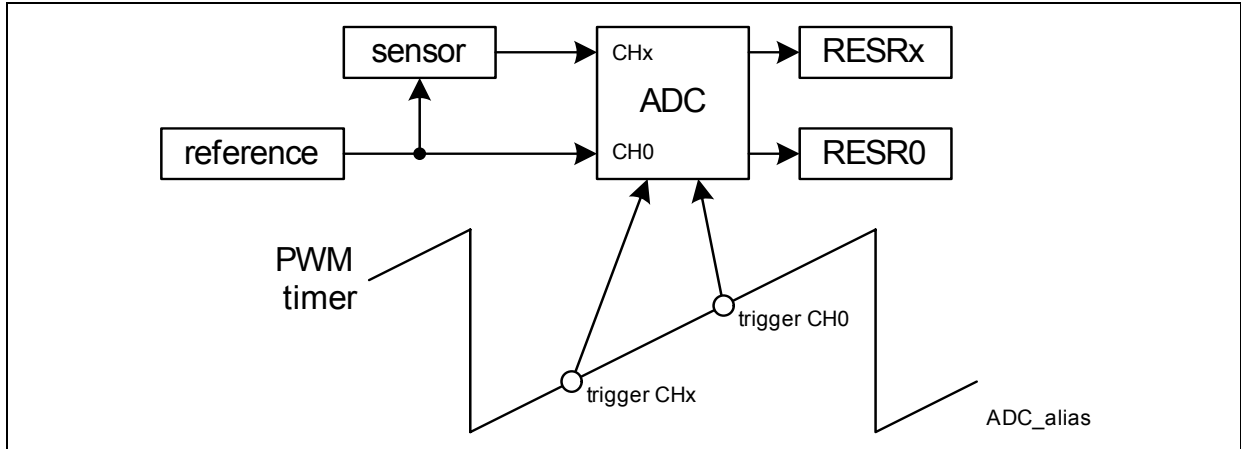 sensor
CHx
ADC
RESRx
reference
CH0
RESR0
PWM
timer
trigger CH0
trigger CHx
ADC_alias